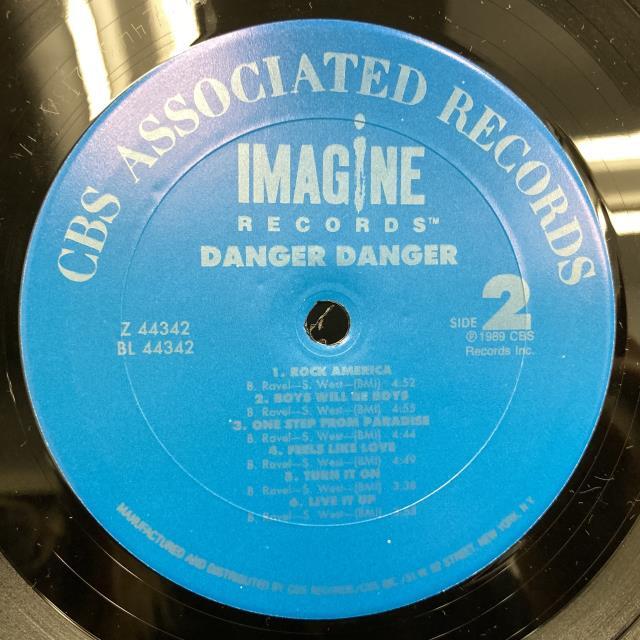 CBS ASSOCIATED RECORDS
IMAGINE
RECORDS™
DANGER DANGER
Z 44342
BL 44342
SIDE 2
℗ 1989 CBS
Records Inc.
1. ROCK AMERICA
B. Ravel—S. West—(BMI) 4:52
2. BOYS WILL BE BOYS
B. Ravel—S. West—(BMI) 4:55
3. ONE STEP FROM PARADISE
B. Ravel—S. West—(BMI) 4:44
4. FEELS LIKE LOVE
B. Ravel—S. West—(BMI) 4:49
5. TURN IT ON
B. Ravel—S. West—(BMI) 3:38
6. LIVE IT UP
B. Ravel—S. West—(BMI)
MANUFACTURED AND DISTRIBUTED BY CBS RECORDS/CBS INC./51 W. 52 STREET, NEW YORK, N.Y.